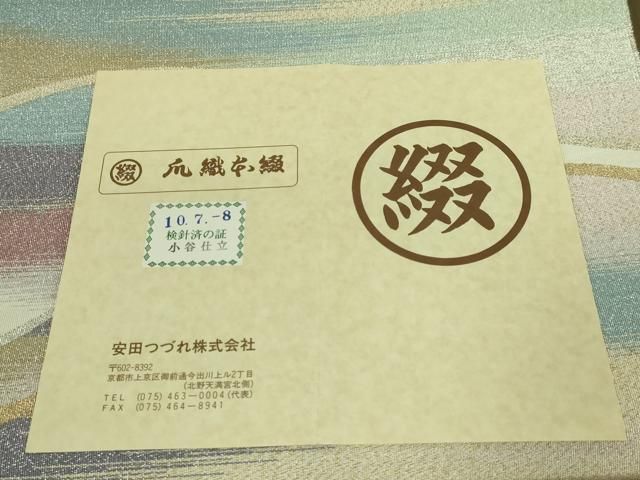 綴 爪織本綴
10.7.-8
検針済の証
小谷仕立
安田つづれ株式会社
〒602-8392
京都市上京区御前通今出川上ル2丁目
(北野天満宮北側)
TEL (075) 463―0004(代表)
FAX (075) 464―8941
綴